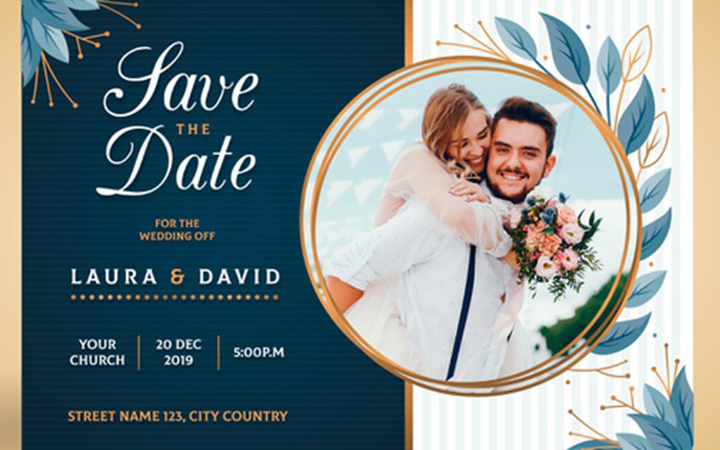 Save
THE
Date
FOR THE
WEDDING OFF
LAURA & DAVID
YOUR
CHURCH
20 DEC
2019
5:00P.M
STREET NAME 123, CITY COUNTRY